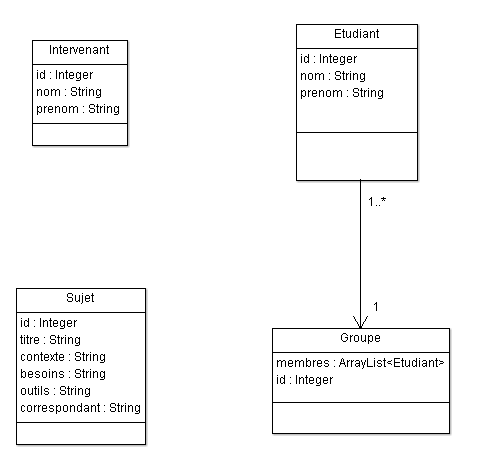 Intervenant
id : Integer
nom : String
prenom : String
Etudiant
id : Integer
nom : String
prenom : String
1..*
1
Sujet
id : Integer
titre : String
contexte : String
besoins : String
outils : String
correspondant : String
Groupe
membres : ArrayList<Etudiant>
id : Integer